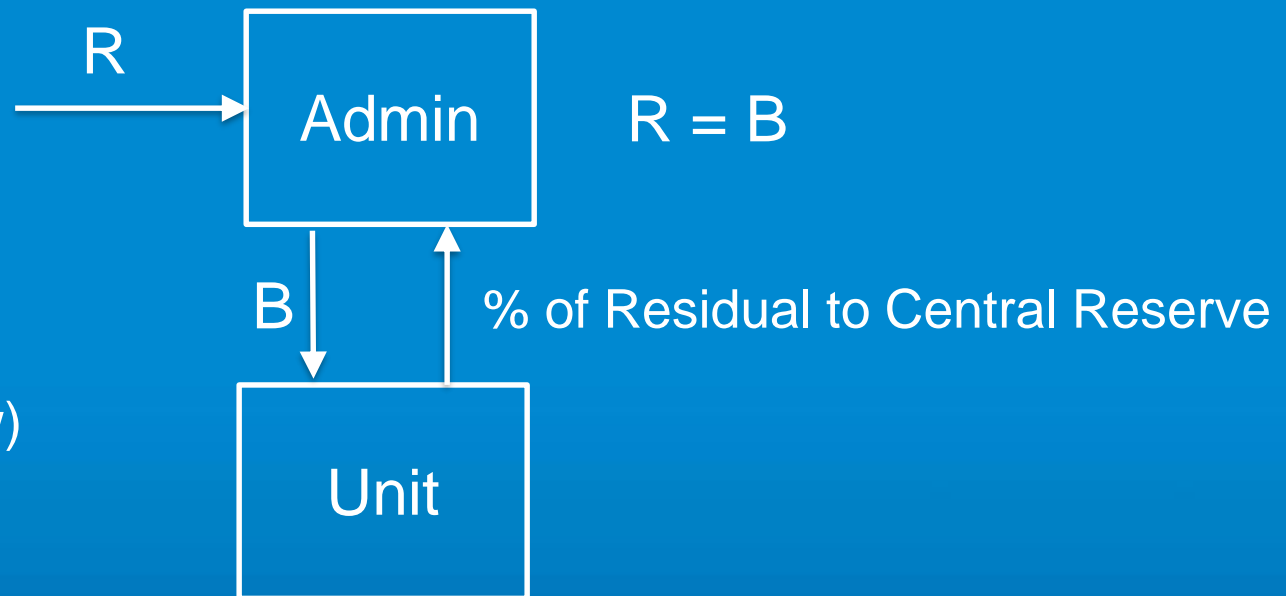 R
Admin
R = B
B
% of Residual to Central Reserve
Unit